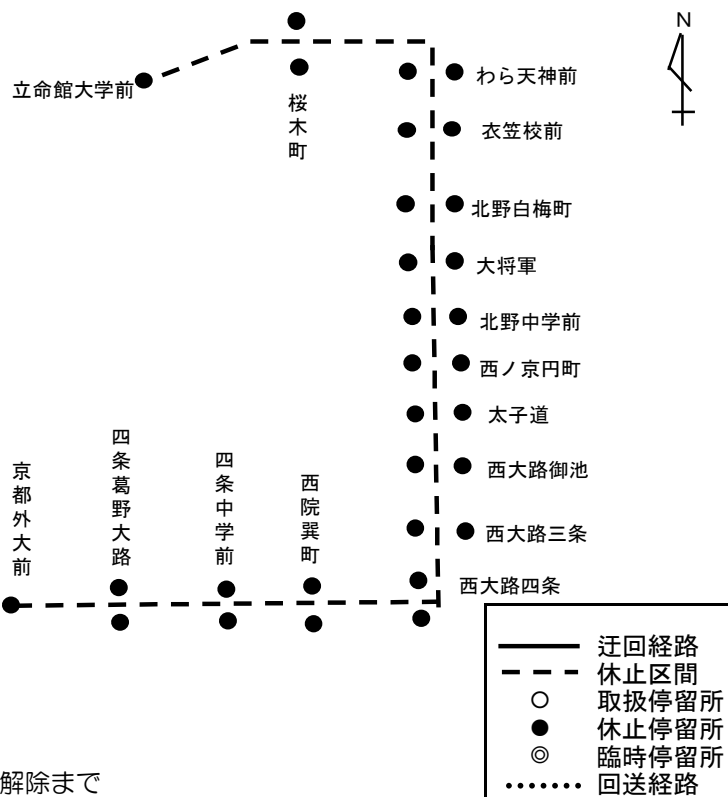 N
立命館大学前
桜木町
わら天神前
衣笠校前
北野白梅町
大将軍
北野中学前
西ノ京円町
太子道
西大路御池
西大路三条
西大路四条
西院巽町
四条中学前
四条葛野大路
京都外大前
迂回経路
休止区間
取扱停留所
休止停留所
臨時停留所
回送経路
解除まで